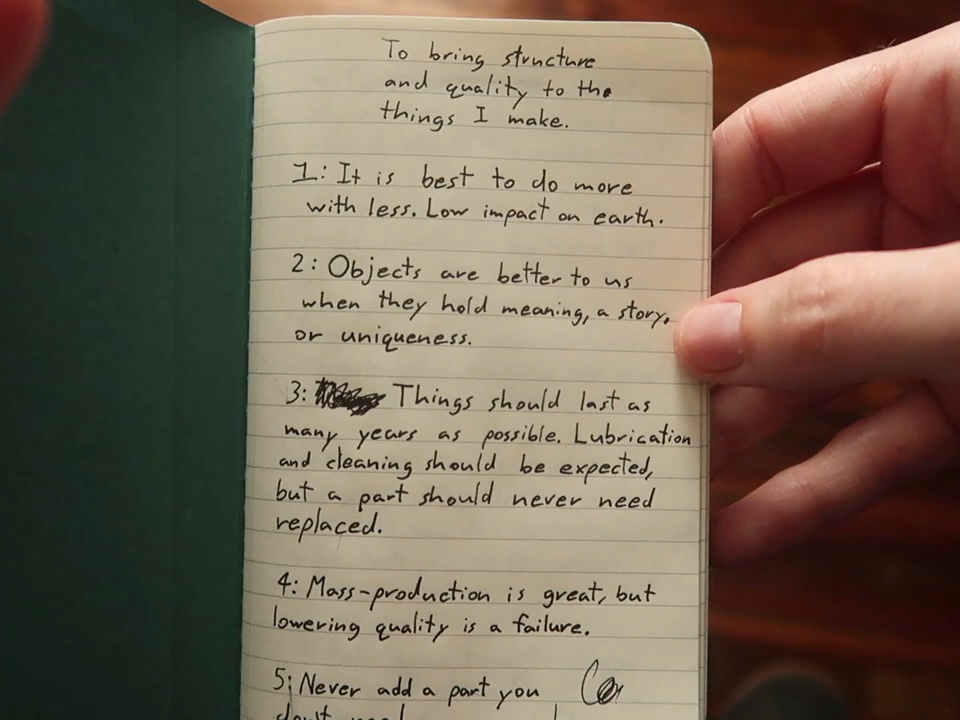 To bring structure
and quality to the
things I make.
1: It is best to do more
with less. Low impact on earth.
2: Objects are better to us
when they hold meaning, a story,
or uniqueness.
3: Things should last as
many years as possible. Lubrication
and cleaning should be expected,
but a part should never need
replaced.
4: Mass-production is great, but
lowering quality is a failure.
5: Never add a part you
don't need